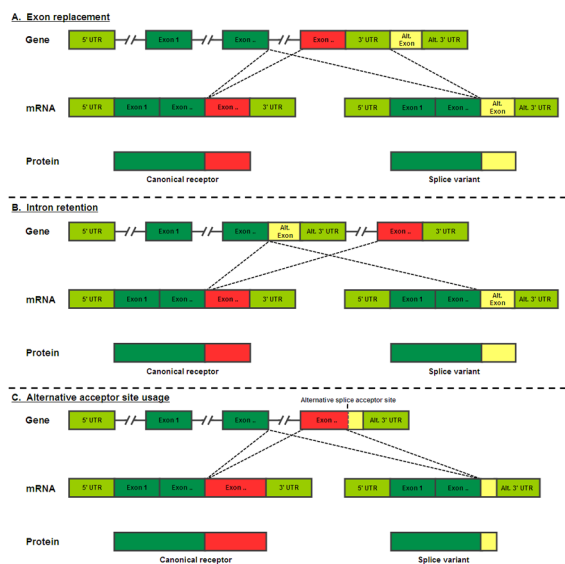 A. Exon replacement
Gene 5' UTR Exon 1 Exon .. Exon .. 3' UTR Alt. Exon Alt. 3' UTR
mRNA 5' UTR Exon 1 Exon .. Exon .. 3' UTR 5' UTR Exon 1 Exon .. Alt. Exon Alt. 3' UTR
Protein
Canonical receptor Splice variant
B. Intron retention
Gene 5' UTR Exon 1 Exon .. Alt. Exon Alt. 3' UTR Exon .. 3' UTR
mRNA 5' UTR Exon 1 Exon .. Exon .. 3' UTR 5' UTR Exon 1 Exon .. Alt. Exon Alt. 3' UTR
Protein
Canonical receptor Splice variant
C. Alternative acceptor site usage
Alternative splice acceptor site
Gene 5' UTR Exon 1 Exon .. Exon .. Alt. 3' UTR
mRNA 5' UTR Exon 1 Exon .. Exon .. 3' UTR 5' UTR Exon 1 Exon .. Alt. 3' UTR
Protein
Canonical receptor Splice variant